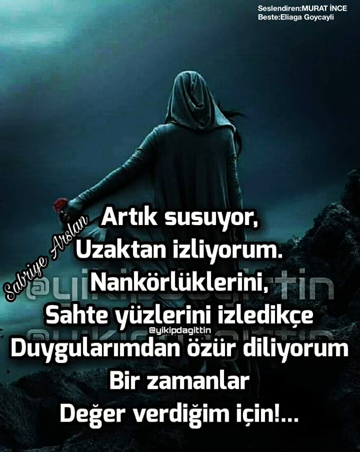 Seslendiren:MURAT İNCE
Beste:Eliaga Goycayli
Sabriye Arslan
Artık susuyor,
Uzaktan izliyorum.
Nankörlüklerini,
Sahte yüzlerini izledikçe
@yikipdagittin
Duygularımdan özür diliyorum
Bir zamanlar
Değer verdiğim için!...